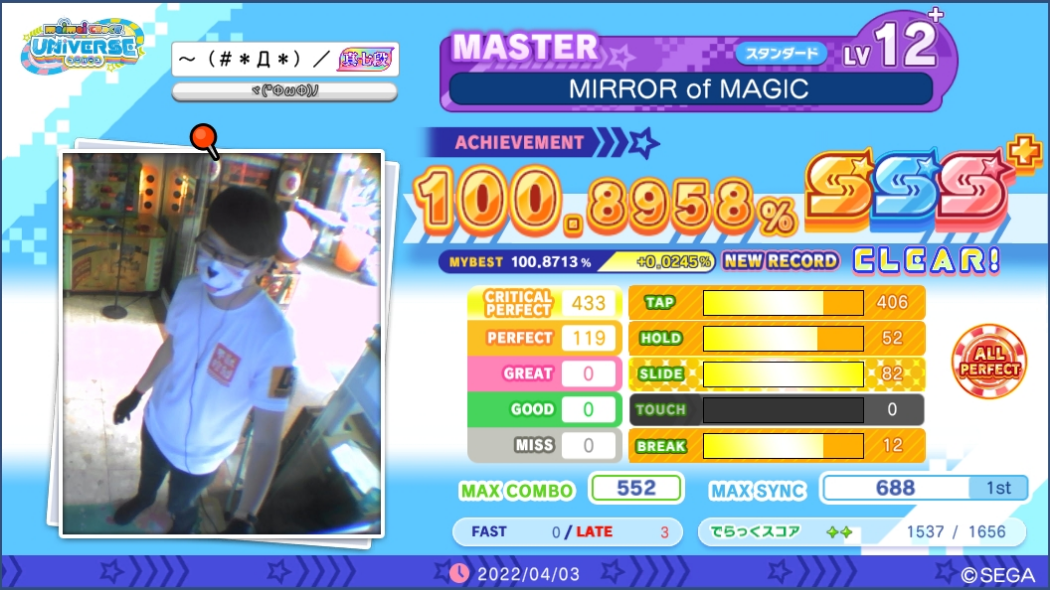 maimai でらっくす
UNiVERSE
~ (#*Д*) /
ヾ(°ΦωΦ)ﾉ
MASTER
スタンダード
LV 12+
MIRROR of MAGIC
ACHIEVEMENT
100.8958%
SSS+
MYBEST 100.8713% +0.0245% NEW RECORD
CLEAR!
CRITICAL PERFECT 433
PERFECT 119
GREAT 0
GOOD 0
MISS 0
TAP 406
HOLD 52
SLIDE 82
TOUCH 0
BREAK 12
ALL PERFECT
MAX COMBO 552
MAX SYNC 688 1st
FAST 0 / LATE 3
でらっくスコア 1537 / 1656
2022/04/03
©SEGA